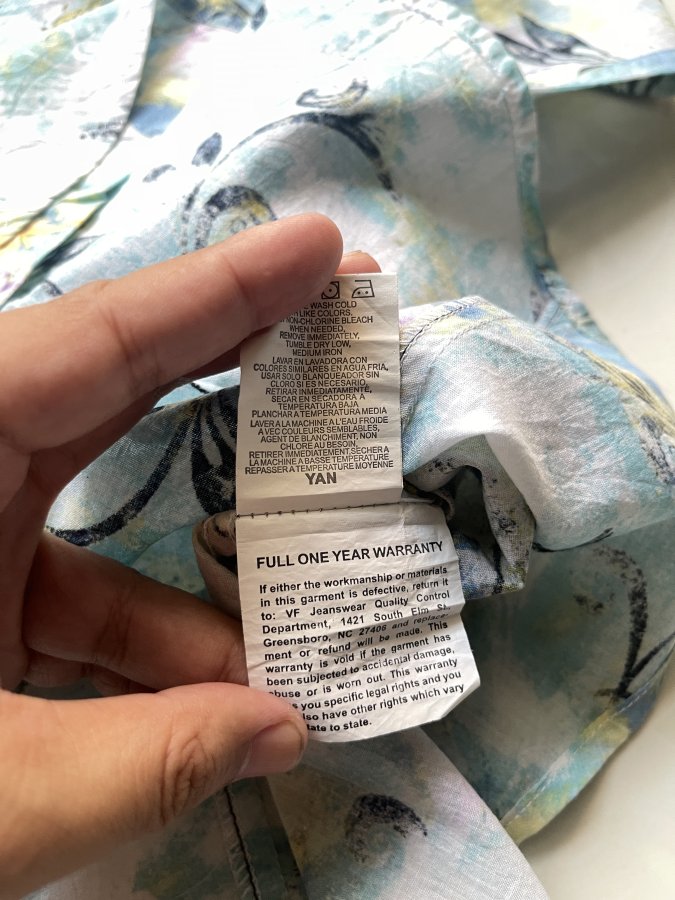 WASH COLD
LIKE COLORS,
NON-CHLORINE BLEACH
WHEN NEEDED,
REMOVE IMMEDIATELY,
TUMBLE DRY LOW,
MEDIUM IRON
LAVAR EN LAVADORA CON
COLORES SIMILARES EN AGUA FRIA,
USAR SOLO BLANQUEADOR SIN
CLORO SI ES NECESARIO,
RETIRAR IMMEDIATAMENTE,
SECAR EN SECADORA A
TEMPERATURA BAJA
PLANCHAR A TEMPERATURA MEDIA
LAVER A LA MACHINE A L'EAU FROIDE
A VEC COULEURS SEMBLABLES,
AGENT DE BLANCHIMENT, NON
CHLORE AU BESOIN,
RETIRER IMMEDIATEMENT, SECHER A
LA MACHINE A BASSE TEMPERATURE
REPASSER A TEMPERATURE MOYENNE
YAN
FULL ONE YEAR WARRANTY
If either the workmanship or materials
in this garment is defective, return it
to: VF Jeanswear Quality Control
Department, 1421 South Elm St.
Greensboro, NC 27406 and replace-
ment or refund will be made. This
warranty is void if the garment has
been subjected to accidental damage,
abuse or is worn out. This warranty
you specific legal rights and you
also have other rights which vary
state to state.